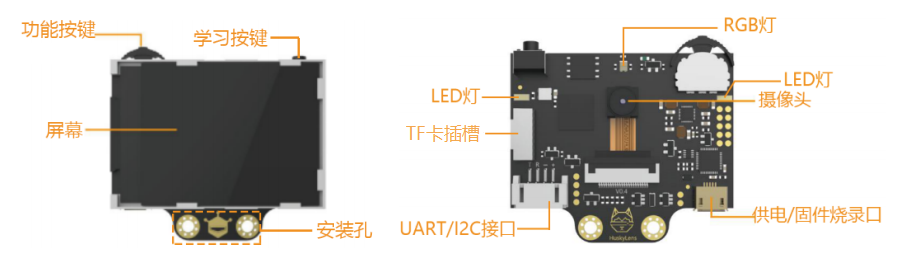 功能按键
学习按键
屏幕
安装孔
RGB灯
LED灯
LED灯
摄像头
TF卡插槽
V0.4
UART/I2C接口
供电/固件烧录口
HuskyLens